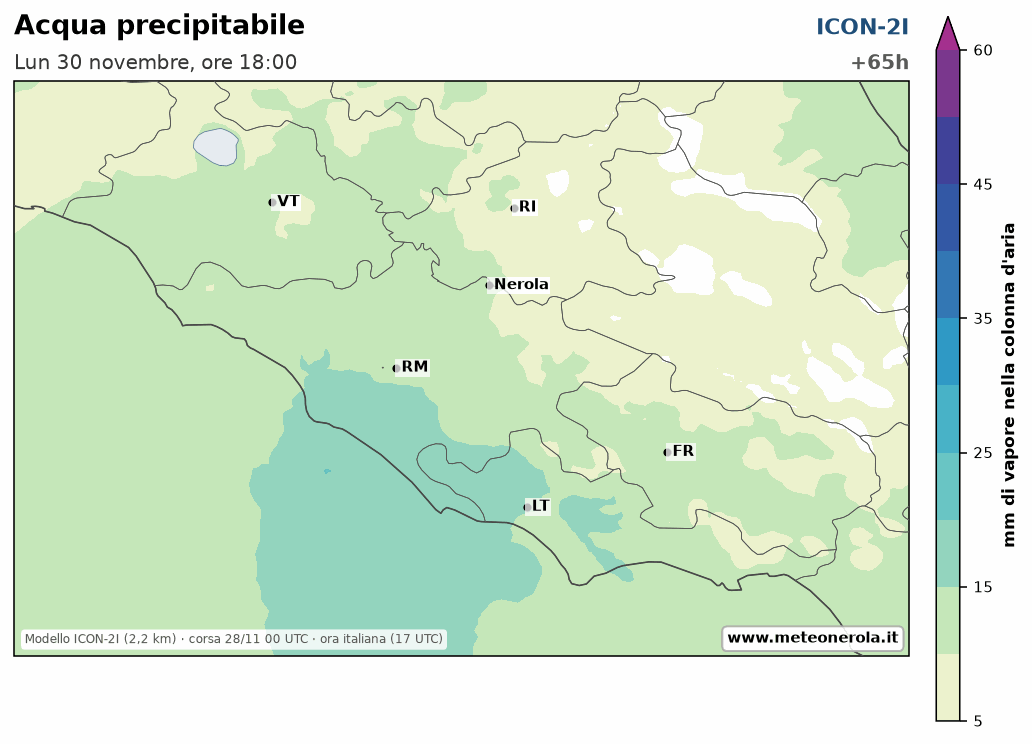 Acqua precipitabile
ICON-2I
Lun 30 novembre, ore 18:00
+65h
60
45
35
25
15
5
mm di vapore nella colonna d'aria
VT
RI
Nerola
RM
FR
LT
Modello ICON-2I (2,2 km) · corsa 28/11 00 UTC · ora italiana (17 UTC)
www.meteonerola.it